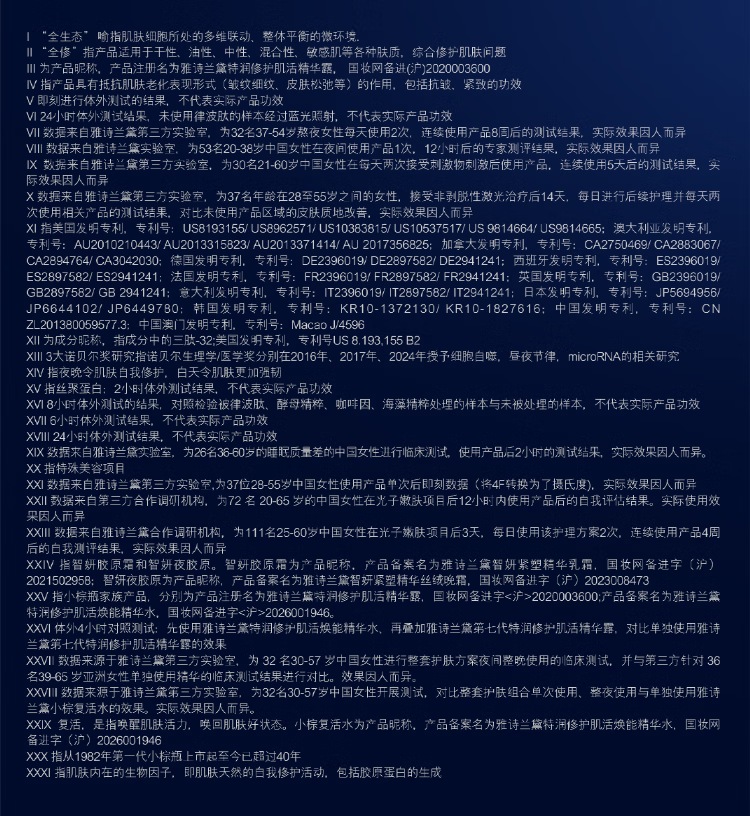 I “全生态” 喻指肌肤细胞所处的多维联动、整体平衡的微环境。
II “全修” 指产品适用于干性、油性、中性、混合性、敏感肌等各种肤质，综合修护肌肤问题
III 为产品昵称，产品注册名为雅诗兰黛特润修护肌活精华露， 国妆网备进(沪)2020003600
IV 指产品具有抵抗肌肤老化表现形式（皱纹细纹、皮肤松弛等）的作用，包括抗皱、紧致的功效
V 即刻进行体外测试的结果，不代表实际产品功效
VI 24小时体外测试结果，未使用律波肽的样本经过蓝光照射，不代表实际产品功效
VII 数据来自雅诗兰黛第三方实验室，为32名37-54岁熬夜女性每天使用2次，连续使用产品8周后的测试结果，实际效果因人而异
VIII 数据来自雅诗兰黛第三方实验室，为53名20-38岁中国女性在夜间使用产品1次，12小时后的专家测评结果，实际效果因人而异
IX 数据来自雅诗兰黛第三方实验室，为30名21-60岁中国女性在每天两次接受刺激物刺激后使用产品，连续使用5天后的测试结果，实
际效果因人而异
X 数据来自雅诗兰黛第三方实验室，为37名年龄在28至55岁之间的女性，接受非剥脱性激光治疗后14天，每日进行后续护理并每天两
次使用相关产品的测试结果，对比未使用产品区域的皮肤质地改善，实际效果因人而异
XI 指美国发明专利，专利号：US8193155/ US8962571/ US10383815/ US10537517/ US 9814664/ US9814665；澳大利亚发明专利，
专利号：AU2010210443/ AU2013315823/ AU2013371414/ AU 2017356825；加拿大发明专利，专利号：CA2750469/ CA2883067/
CA2894764/ CA3042030；德国发明专利，专利号：DE2396019/ DE2897582/ DE2941241；西班牙发明专利，专利号：ES2396019/
ES2897582/ ES2941241；法国发明专利，专利号：FR2396019/ FR2897582/ FR2941241；英国发明专利，专利号：GB2396019/
GB2897582/ GB 2941241；意大利发明专利，专利号：IT2396019/ IT2897582/ IT2941241；日本发明专利，专利号：JP5694956/
JP6644102/ JP6449780；韩国发明专利，专利号：KR10-1372130/ KR10-1827616；中国发明专利，专利号：CN
ZL201380059577.3；中国澳门发明专利，专利号：Macao J/4596
XII 为成分昵称，指成分中的三肽-32;美国发明专利，专利号US 8,193,155 B2
XIII 3大诺贝尔奖研究指诺贝尔生理学/医学奖分别在2016年、2017年、2024年授予细胞自噬，昼夜节律，microRNA的相关研究
XIV 指夜晚令肌肤自我修护，白天令肌肤更加强韧
XV 指丝聚蛋白：2小时体外测试结果，不代表实际产品功效
XVI 8小时体外测试的结果，对照检验被律波肽、酵母精粹、咖啡因、海藻精粹处理的样本与未被处理的样本，不代表实际产品功效
XVII 6小时体外测试结果，不代表实际产品功效
XVIII 24小时体外测试结果，不代表实际产品功效
XIX 数据来自雅诗兰黛实验室，为26名36-60岁的睡眠质量差的中国女性进行临床测试，使用产品后2小时的测试结果，实际效果因人而异。
XX 指特殊美容项目
XXI 数据来自雅诗兰黛第三方实验室,为37位28-55岁中国女性使用产品单次后即刻数据（将4F转换为了摄氏度)，实际效果因人而异
XXII 数据来自第三方合作调研机构，为72 名 20-65 岁的中国女性在光子嫩肤项目后12小时内使用产品后的自我评估结果。实际使用效
果因人而异
XXIII 数据来自雅诗兰黛合作调研机构，为111名25-60岁中国女性在光子嫩肤项目后3天，每日使用该护理方案2次，连续使用产品4周
后的自我测评结果，实际效果因人而异
XXIV 指智妍胶原霜和智妍夜胶原。智妍胶原霜为产品昵称，产品备案名为雅诗兰黛智妍紧塑精华乳霜，国妆网备进字（沪）
2021502958；智妍夜胶原为产品昵称，产品备案名为雅诗兰黛智妍紧塑精华丝绒晚霜，国妆网备进字（沪）2023008473
XXV 指小棕瓶家族产品，分别为产品注册名为雅诗兰黛特润修护肌活精华露，国妆网备进字<沪>2020003600;产品备案名为雅诗兰黛
特润修护肌活焕能精华水，国妆网备进字<沪>2026001946。
XXVI 体外4小时对照测试：先使用雅诗兰黛特润修护肌活焕能精华水，再叠加雅诗兰黛第七代特润修护肌活精华露，对比单独使用雅诗
兰黛第七代特润修护肌活精华露的效果
XXVII 数据来源于雅诗兰黛第三方实验室，为 32 名30-57 岁中国女性进行整套护肤方案夜间整晚使用的临床测试，并与第三方针对 36
名39-65 岁亚洲女性单独使用精华的临床测试结果进行对比。效果因人而异。
XXVIII 数据来源于雅诗兰黛第三方实验室，为32名30-57岁中国女性开展测试，对比整套护肤组合单次使用、整夜使用与单独使用雅诗
兰黛小棕复活水的效果。实际效果因人而异。
XXIX 复活，是指唤醒肌肤活力，唤回肌肤好状态。小棕复活水为产品昵称，产品备案名为雅诗兰黛特润修护肌活焕能精华水，国妆网
备进字（沪）2026001946
XXX 指从1982年第一代小棕瓶上市起至今已超过40年
XXXI 指肌肤内在的生物因子，即肌肤天然的自我修护活动，包括胶原蛋白的生成